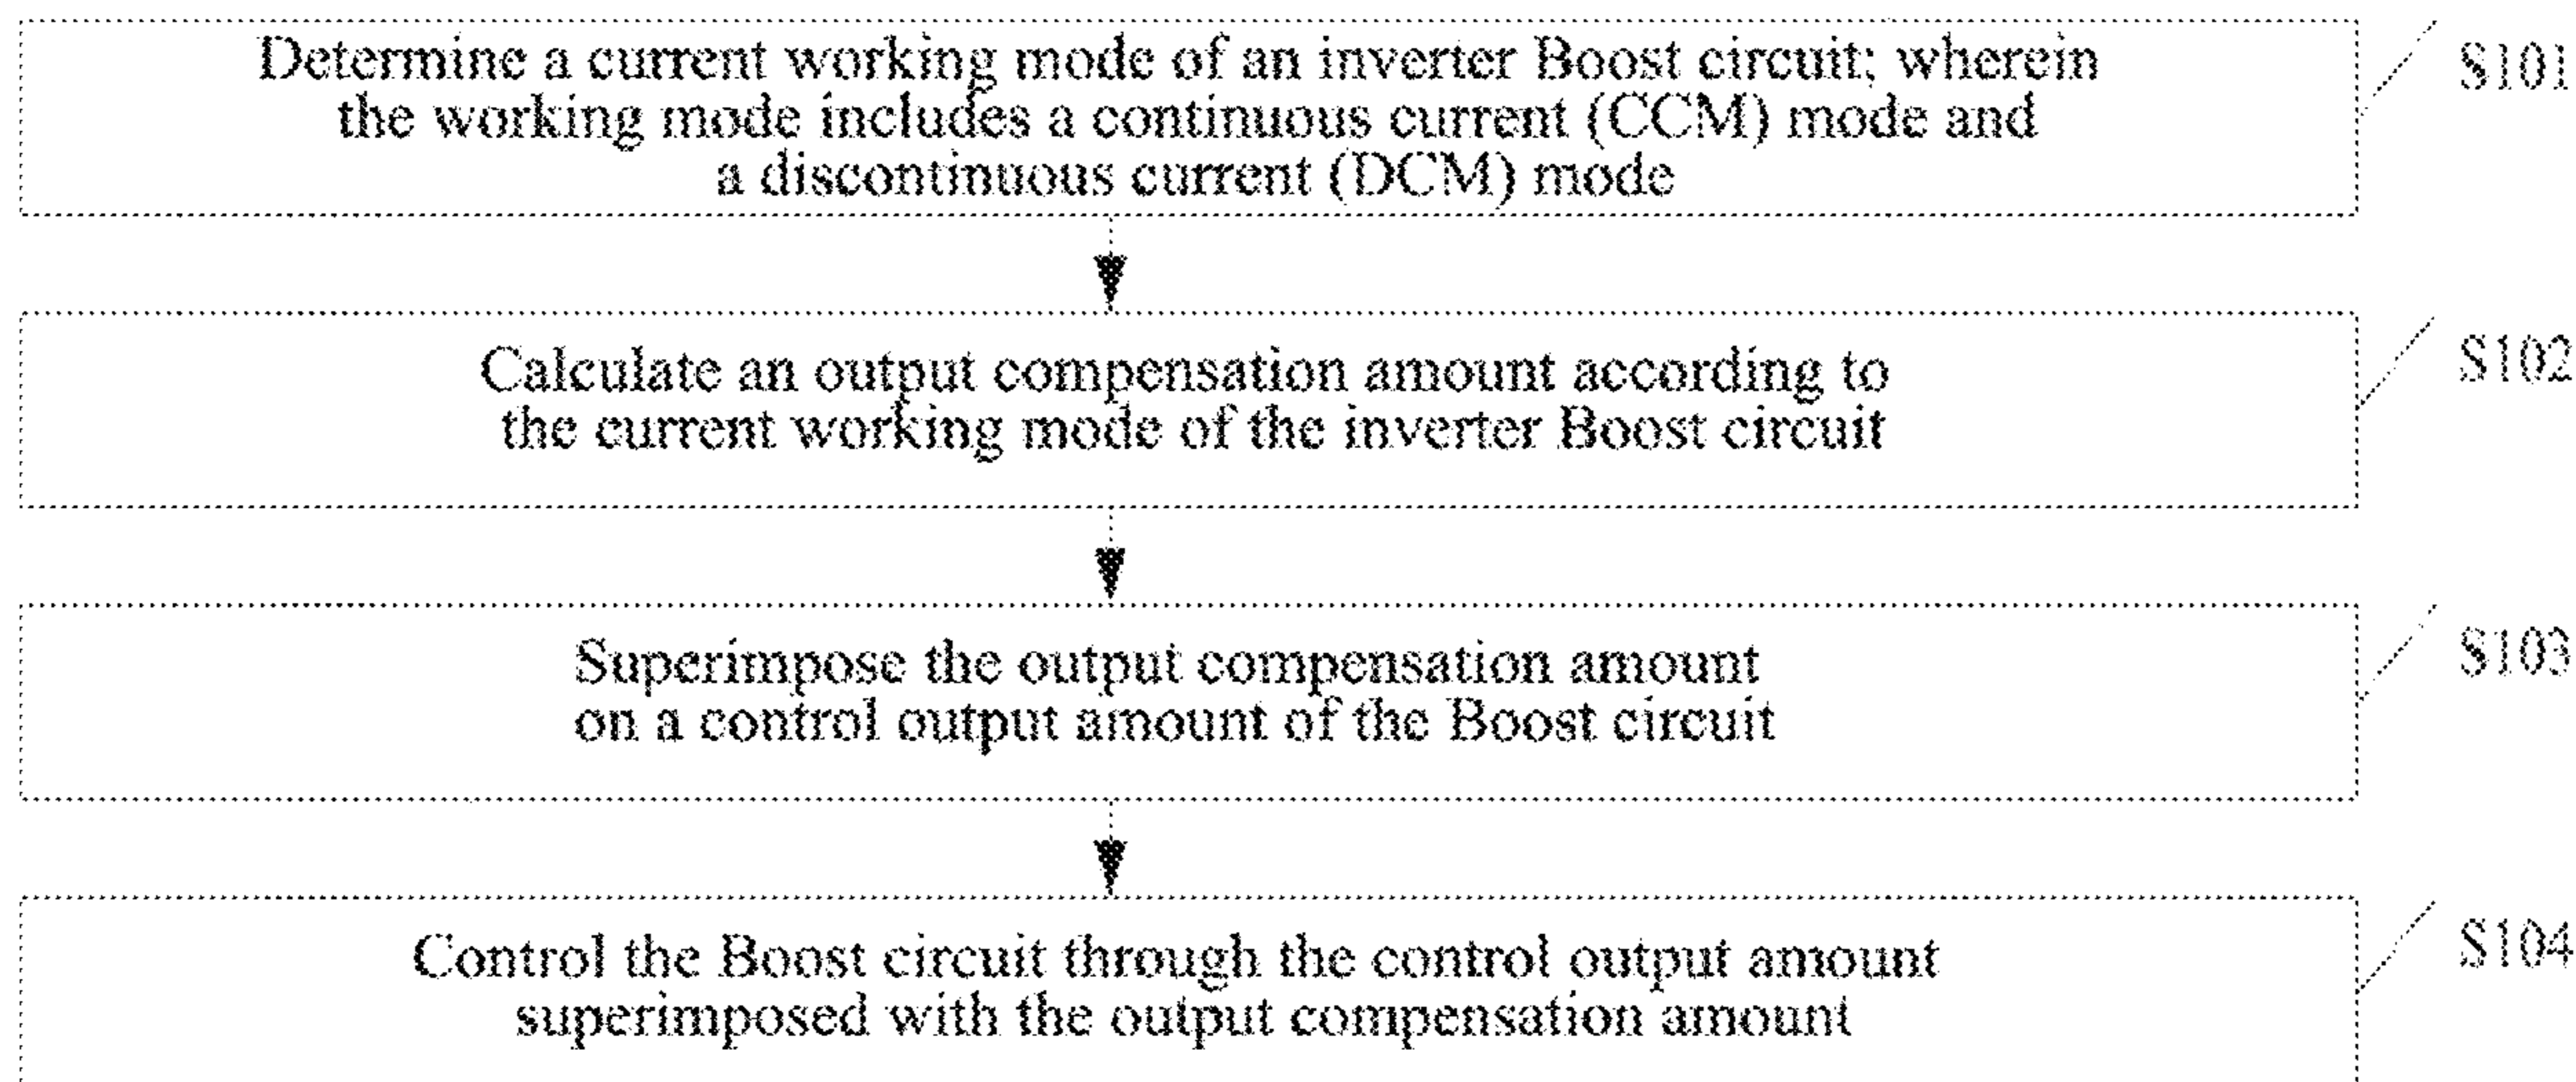 Determine a current working mode of an inverter Boost circuit; wherein
the working mode includes a continuous current (CCM) mode and
a discontinuous current (DCM) mode
S101
Calculate an output compensation amount according to
the current working mode of the inverter Boost circuit
S102
Superimpose the output compensation amount
on a control output amount of the Boost circuit
S103
Control the Boost circuit through the control output amount
superimposed with the output compensation amount
S104